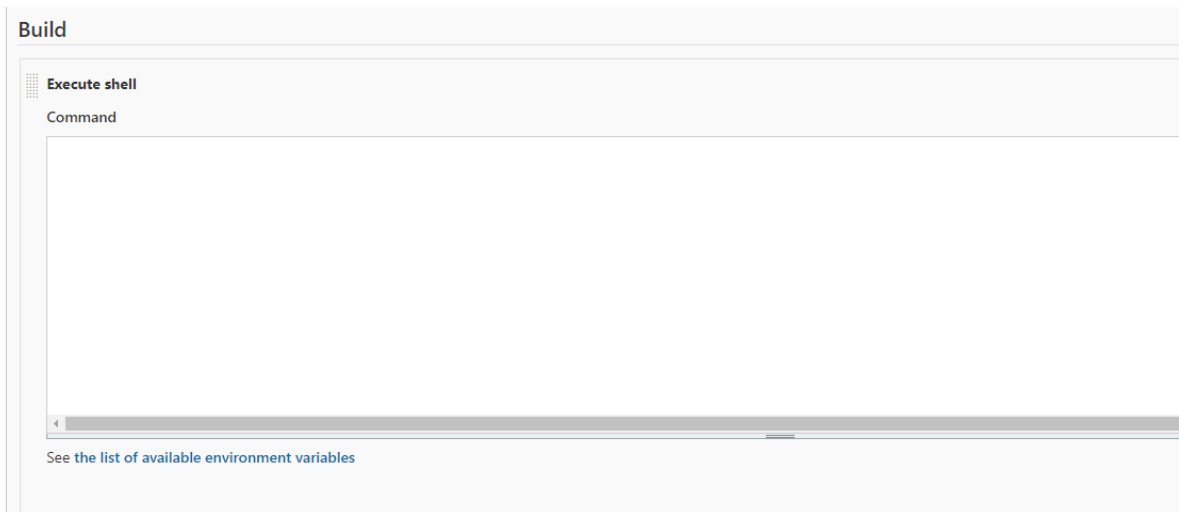 Build
Execute shell
Command
See the list of available environment variables